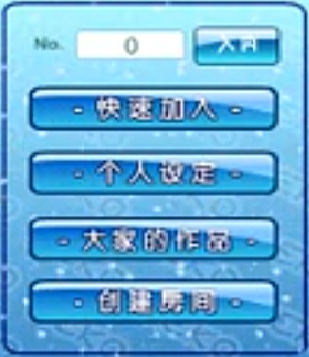 No. 0 入门
- 快速加入 -
- 个人设定 -
- 大家的作品 -
- 创建房间 -